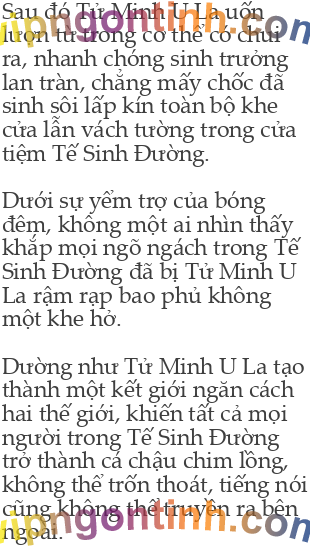 Sau đó Tử Minh U La uốn
lượn từ trong cơ thể cô chui
ra, nhanh chóng sinh trưởng
lan tràn, chẳng mấy chốc đã
sinh sôi lấp kín toàn bộ khe
cửa lẫn vách tường trong cửa
tiệm Tế Sinh Đường.
Dưới sự yểm trợ của bóng
đêm, không một ai nhìn thấy
khắp mọi ngõ ngách trong Tế
Sinh Đường đã bị Tử Minh U
La rậm rạp bao phủ không
một khe hở.
Dường như Tử Minh U La tạo
thành một kết giới ngăn cách
hai thế giới, khiến tất cả mọi
người trong Tế Sinh Đường
trở thành cá chậu chim lồng,
không thể trốn thoát, tiếng nói
cũng không thể truyền ra bên
ngoài.
vipngontinh.com
vipngontinh.com